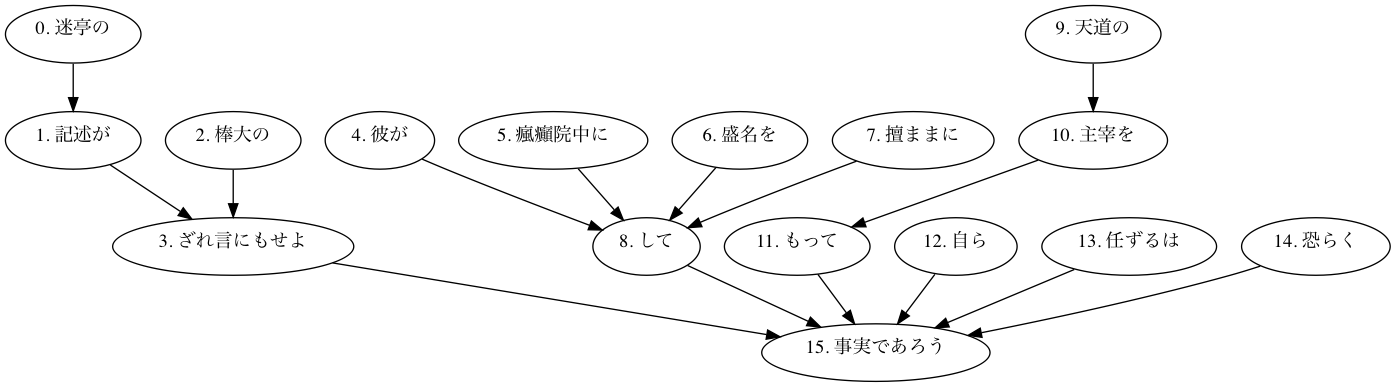 0. 迷亭の
9. 天道の
1. 記述が
2. 棒大の
4. 彼が
5. 瘋癲院中に
6. 盛名を
7. 擅ままに
10. 主宰を
3. ざれ言にもせよ
8. して
11. もって
12. 自ら
13. 任ずるは
14. 恐らく
15. 事実であろう